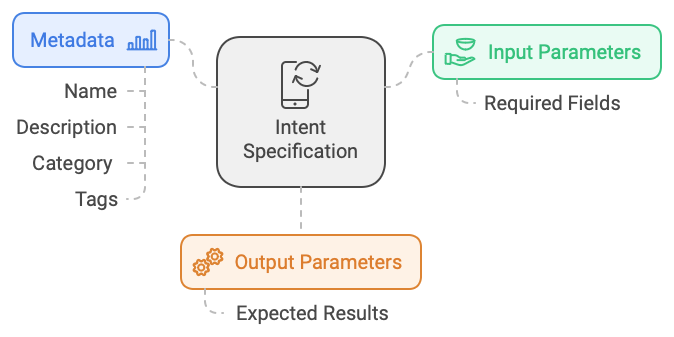 Metadata
Name
Description
Category
Tags
Intent
Specification
Input Parameters
Required Fields
Output Parameters
Expected Results